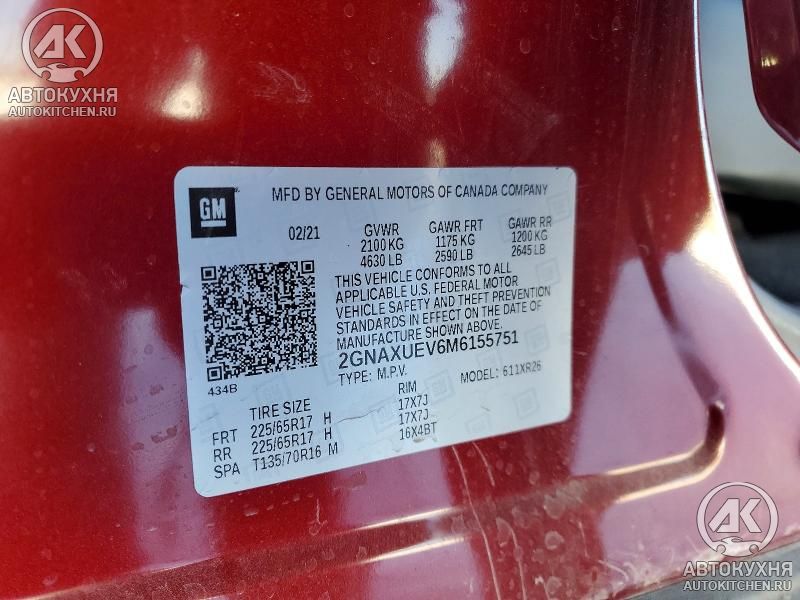 AK
АВТОКУХНЯ
AUTOKITCHEN.RU
GM
MFD BY GENERAL MOTORS OF CANADA COMPANY
02/21 GVWR GAWR FRT GAWR RR
2100 KG 1175 KG 1200 KG
4630 LB 2590 LB 2645 LB
THIS VEHICLE CONFORMS TO ALL
APPLICABLE U.S. FEDERAL MOTOR
VEHICLE SAFETY AND THEFT PREVENTION
STANDARDS IN EFFECT ON THE DATE OF
MANUFACTURE SHOWN ABOVE.
2GNAXUEV6M6155751
TYPE: M.P.V. MODEL: 611XR26
434B
TIRE SIZE RIM
FRT 225/65R17 H 17X7J
RR 225/65R17 H 17X7J
SPA T135/70R16 M 16X4BT
AK
АВТОКУХНЯ
AUTOKITCHEN.RU